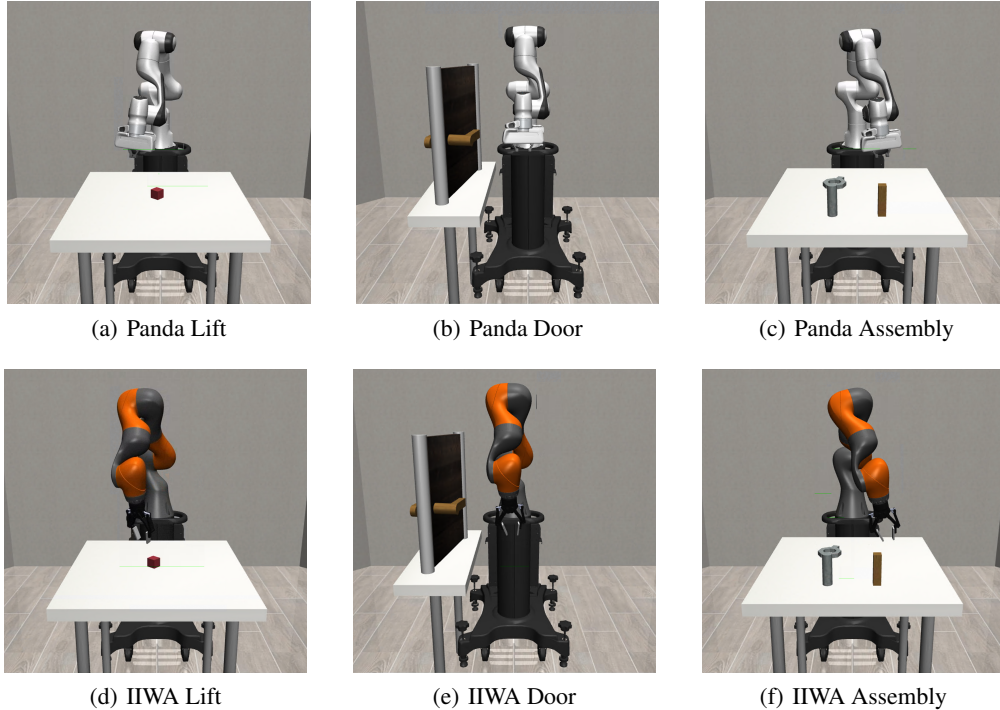 (a) Panda Lift
(b) Panda Door
(c) Panda Assembly
(d) IIWA Lift
(e) IIWA Door
(f) IIWA Assembly